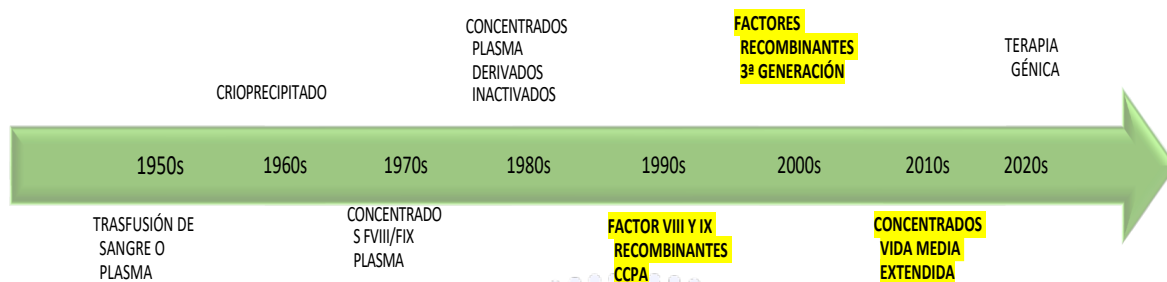 CONCENTRADOS
PLASMA
DERIVADOS
INACTIVADOS
FACTORES
RECOMBINANTES
3ª GENERACIÓN
TERAPIA
GÉNICA
CRIOPRECIPITADO
1950s 1960s 1970s 1980s 1990s 2000s 2010s 2020s
TRASFUSIÓN DE
SANGRE O
PLASMA
CONCENTRADO
S FVIII/FIX
PLASMA
FACTOR VIII Y IX
RECOMBINANTES
CCPA
CONCENTRADOS
VIDA MEDIA
EXTENDIDA